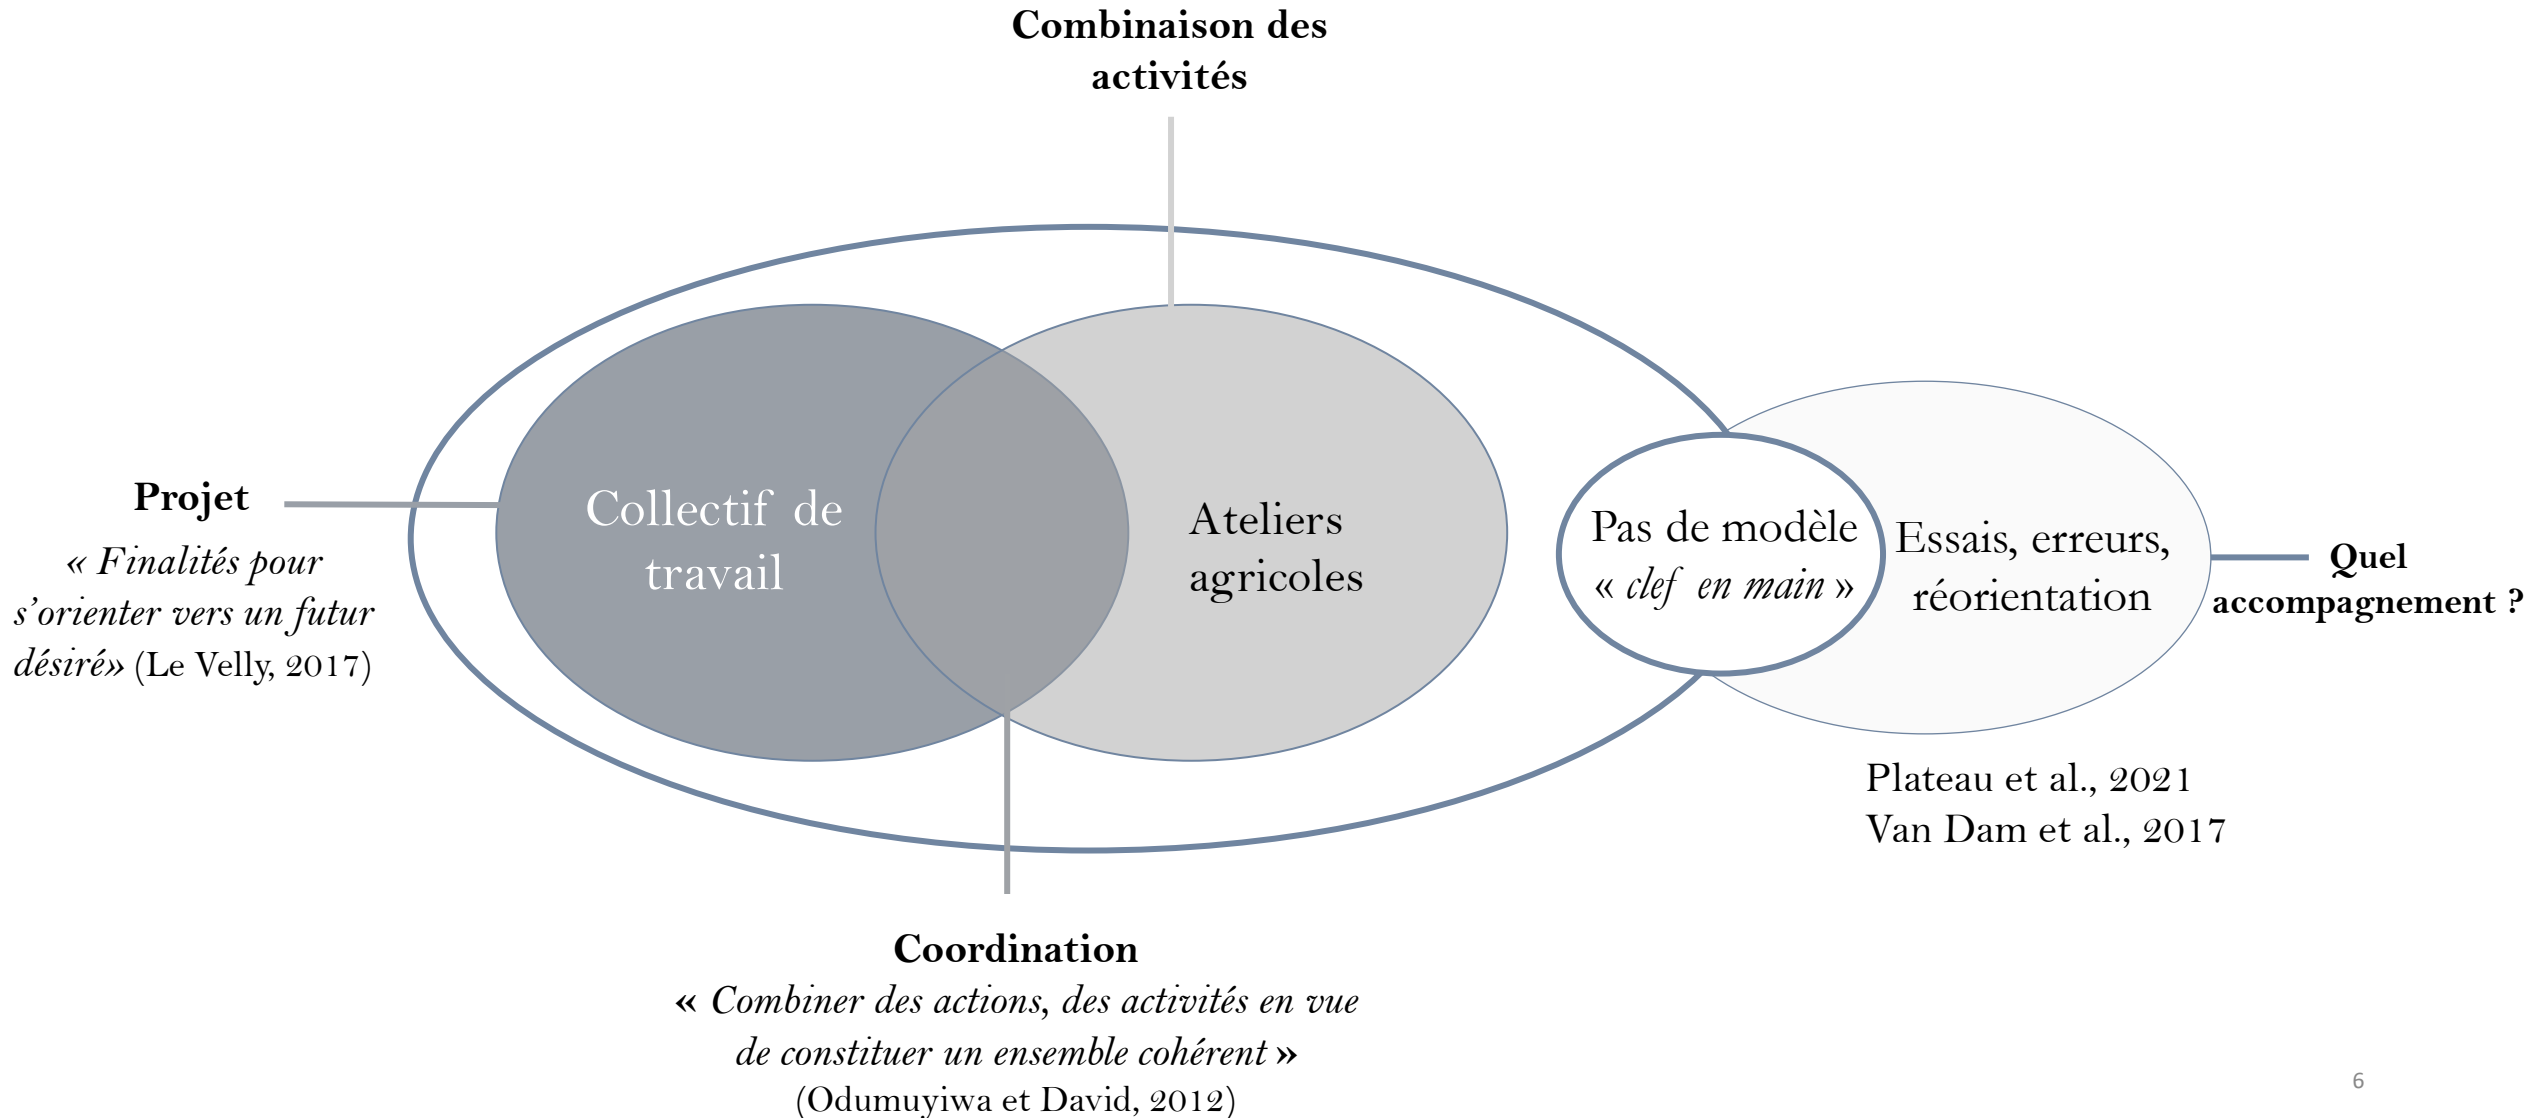 Combinaison des
activités
Projet
« Finalités pour
s'orienter vers un futur
désiré» (Le Velly, 2017)
Collectif de
travail
Ateliers
agricoles
Pas de modèle
« clef en main »
Essais, erreurs,
réorientation
Quel
accompagnement ?
Plateau et al., 2021
Van Dam et al., 2017
Coordination
« Combiner des actions, des activités en vue
de constituer un ensemble cohérent »
(Odumuyiwa et David, 2012)
6